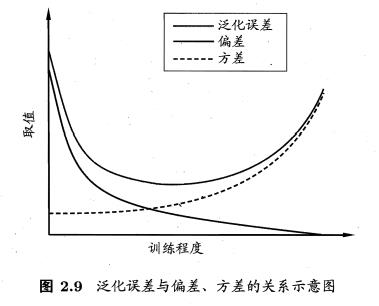 泛化误差
偏差
方差
取值
训练程度
图 2.9 泛化误差与偏差、方差的关系示意图